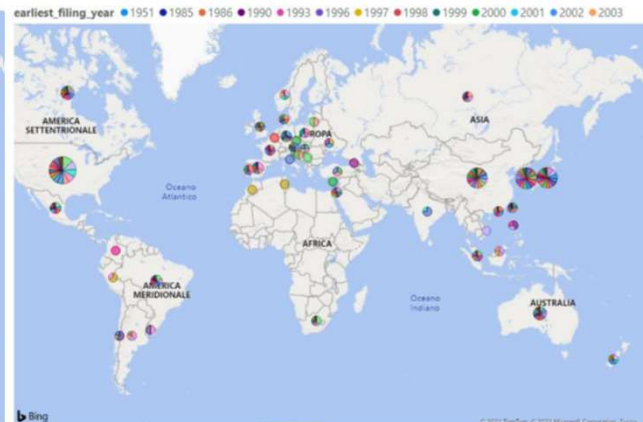 earliest_filing_year 1951 1985 1986 1990 1993 1996 1997 1998 1999 2000 2001 2002 2003
AMERICA
SETTENTRIONALE
ASIA
Oceano
Atlantico
AFRICA
AMERICA
MERIDIONALE
Oceano
Indiano
AUSTRALIA
Bing